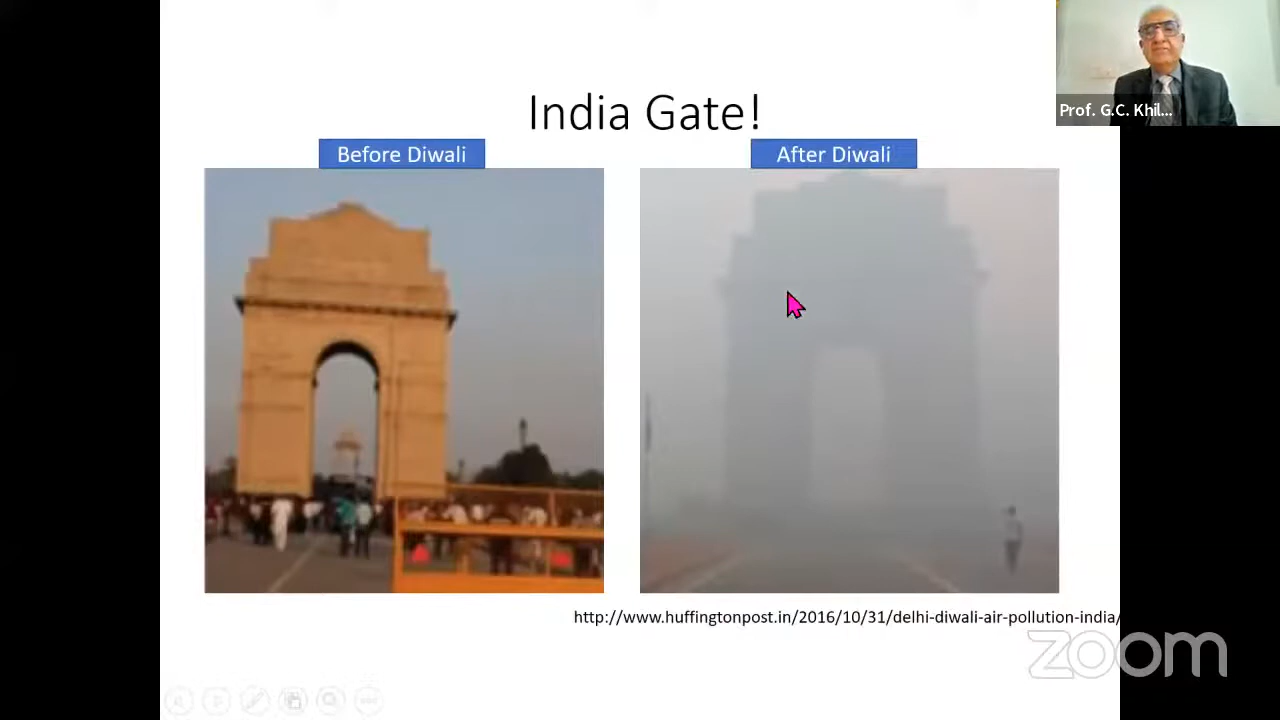 Prof. G.C. Khil...
India Gate!
Before Diwali
After Diwali
http://www.huffingtonpost.in/2016/10/31/delhi-diwali-air-pollution-india/
zoom